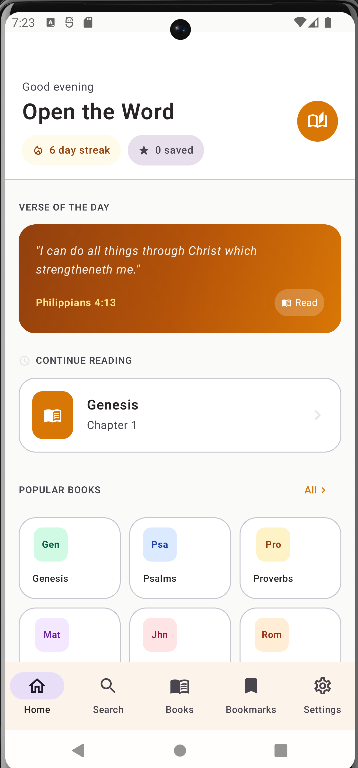 7:23
Good evening
Open the Word
6 day streak
0 saved
VERSE OF THE DAY
"I can do all things through Christ which
strengtheneth me."
Philippians 4:13
Read
CONTINUE READING
Genesis
Chapter 1
POPULAR BOOKS
All
Gen
Psa
Pro
Genesis
Psalms
Proverbs
Mat
Jhn
Rom
Home
Search
Books
Bookmarks
Settings